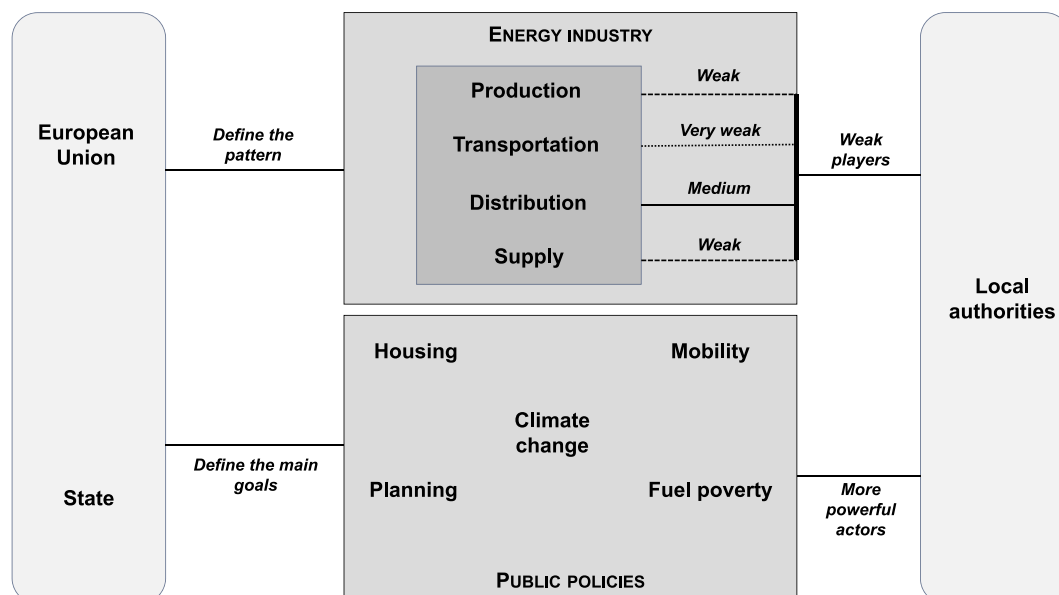 ENERGY INDUSTRY
Production
Weak
Transportation
Very weak
Distribution
Medium
Supply
Weak
European
Union
Define the
pattern
Weak
players
Local
authorities
Housing
Mobility
Climate
change
Planning
Fuel poverty
State
Define the main
goals
More
powerful
actors
PUBLIC POLICIES